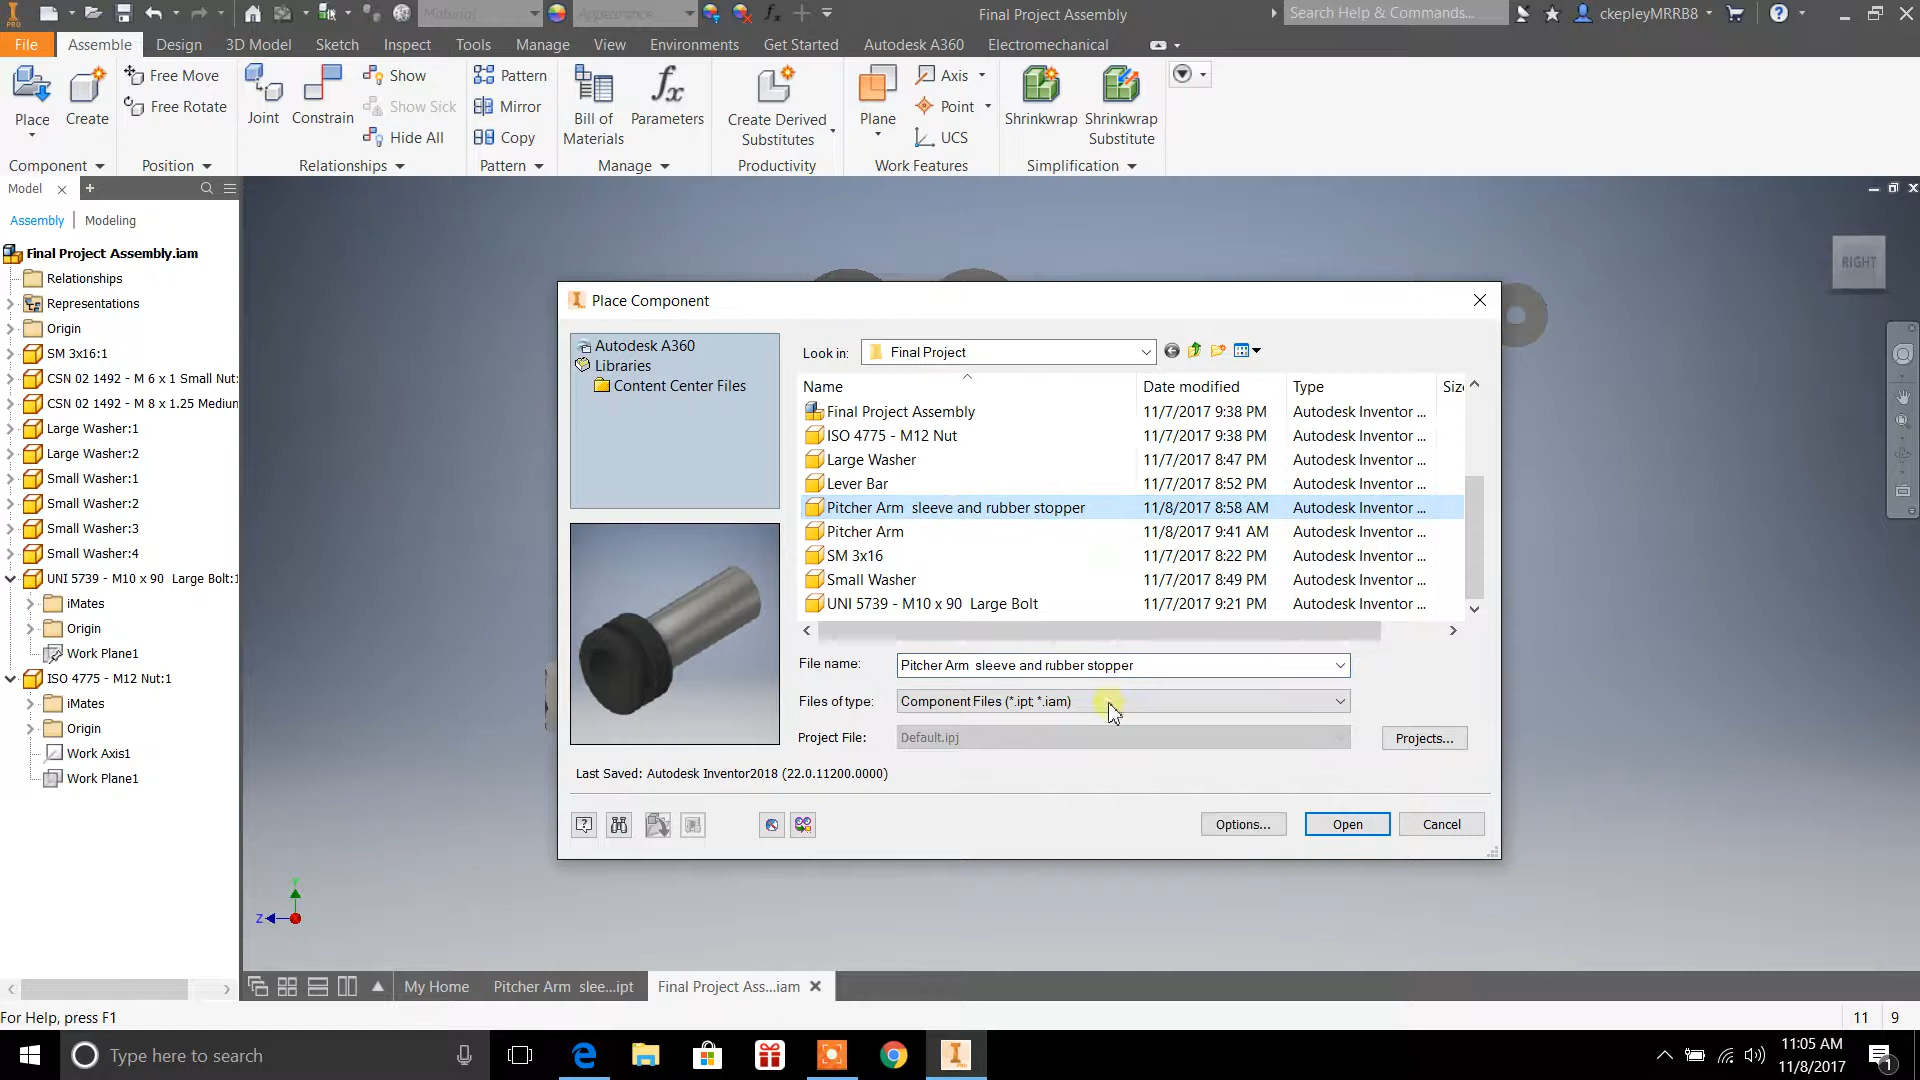 PRO
Material
Appearance
Final Project Assembly
Search Help & Commands...
ckepleyMRRB8
File
Assemble
Design
3D Model
Sketch
Inspect
Tools
Manage
View
Environments
Get Started
Autodesk A360
Electromechanical
Place
Create
Free Move
Free Rotate
Joint
Constrain
Show
Show Sick
Hide All
Pattern
Mirror
Copy
Bill of
Materials
fx
Parameters
Create Derived
Substitutes
Plane
Axis
Point
UCS
Shrinkwrap
Shrinkwrap
Substitute
Component
Position
Relationships
Pattern
Manage
Productivity
Work Features
Simplification
Model
Assembly
Modeling
Final Project Assembly.iam
Relationships
Representations
Origin
SM 3x16:1
CSN 02 1492 - M 6 x 1 Small Nut:
CSN 02 1492 - M 8 x 1.25 Mediun
Large Washer:1
Large Washer:2
Small Washer:1
Small Washer:2
Small Washer:3
Small Washer:4
UNI 5739 - M10 x 90 Large Bolt:1
iMates
Origin
Work Plane1
ISO 4775 - M12 Nut:1
iMates
Origin
Work Axis1
Work Plane1
RIGHT
Place Component
Autodesk A360
Libraries
Content Center Files
Look in:
Final Project
Name
Date modified
Type
Siz
Final Project Assembly 11/7/2017 9:38 PM Autodesk Inventor ...
ISO 4775 - M12 Nut 11/7/2017 9:38 PM Autodesk Inventor ...
Large Washer 11/7/2017 8:47 PM Autodesk Inventor ...
Lever Bar 11/7/2017 8:52 PM Autodesk Inventor ...
Pitcher Arm  sleeve and rubber stopper 11/8/2017 8:58 AM Autodesk Inventor ...
Pitcher Arm 11/8/2017 9:41 AM Autodesk Inventor ...
SM 3x16 11/7/2017 8:22 PM Autodesk Inventor ...
Small Washer 11/7/2017 8:49 PM Autodesk Inventor ...
UNI 5739 - M10 x 90  Large Bolt 11/7/2017 9:21 PM Autodesk Inventor ...
File name:
Pitcher Arm  sleeve and rubber stopper
Files of type:
Component Files (*.ipt; *.iam)
Project File:
Default.ipj
Projects...
Last Saved: Autodesk Inventor2018 (22.0.11200.0000)
Options...
Open
Cancel
Y
Z
My Home
Pitcher Arm  slee...ipt
Final Project Ass...iam
For Help, press F1
11
9
Type here to search
11:05 AM
11/8/2017
1